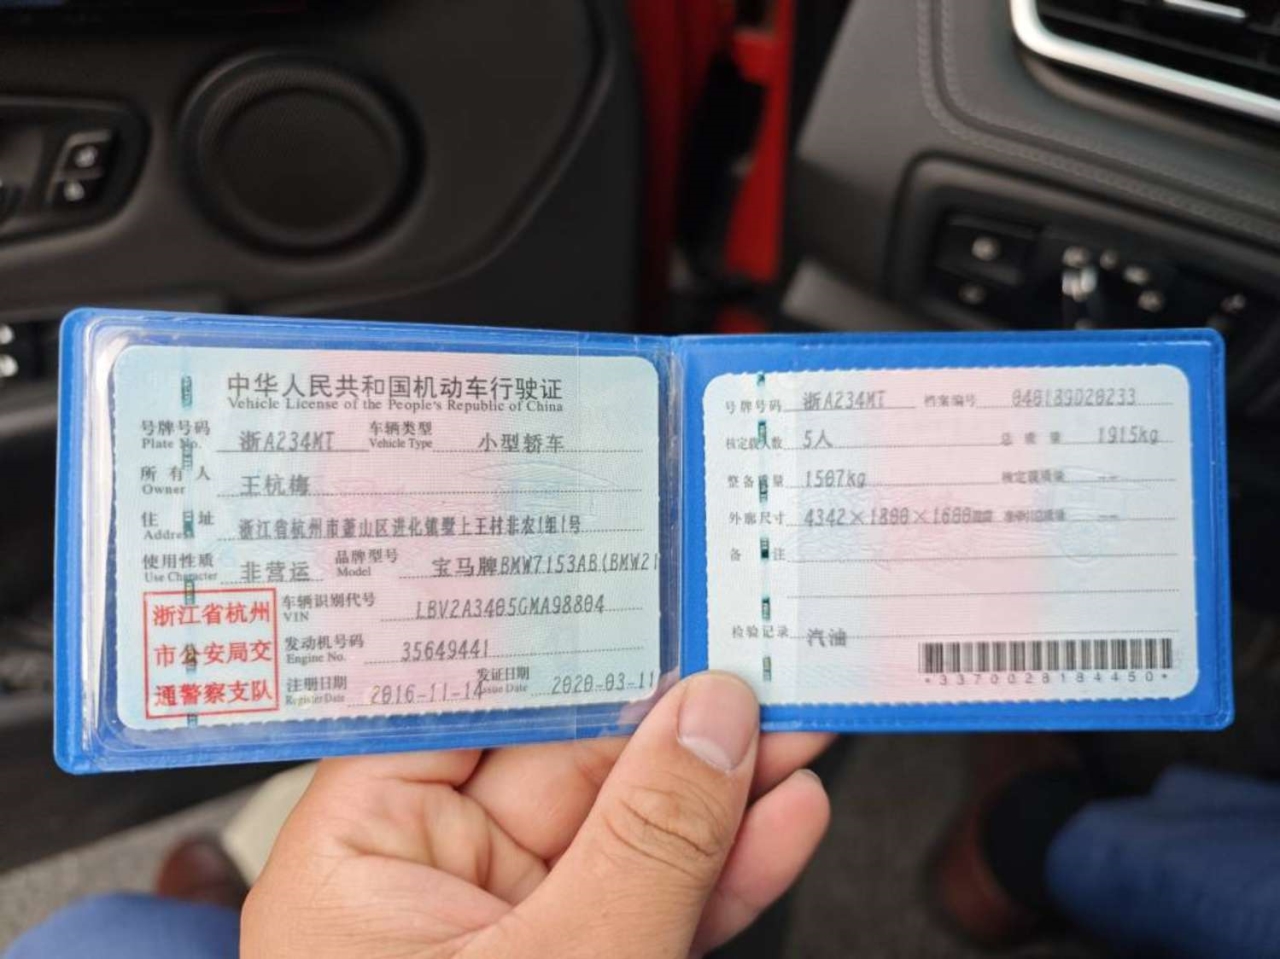 中华人民共和国机动车行驶证
Vehicle License of the People's Republic of China
号牌号码 浙A234MT 车辆类型 小型轿车
Plate No. Vehicle Type
所有人 王杭梅
Owner
住址 浙江省杭州市萧山区进化镇墅上王村非农1组1号
Address
使用性质 非营运 品牌型号 宝马牌BMW7153AB(BMW21
Use Character Model
浙江省杭州
市公安局交
通警察支队
车辆识别代号 LBV2A3405GMA98804
VIN
发动机号码 35649441
Engine No.
注册日期 2016-11-14 发证日期 2020-03-11
Register Date Issue Date
号牌号码 浙A234MT 档案编号
核定载人数 5人 总质量 1915kg
整备质量 1507kg 核定载质量 --
外廓尺寸 4342×1800×1600 --
备注
检验记录 汽油
*3370028184450*